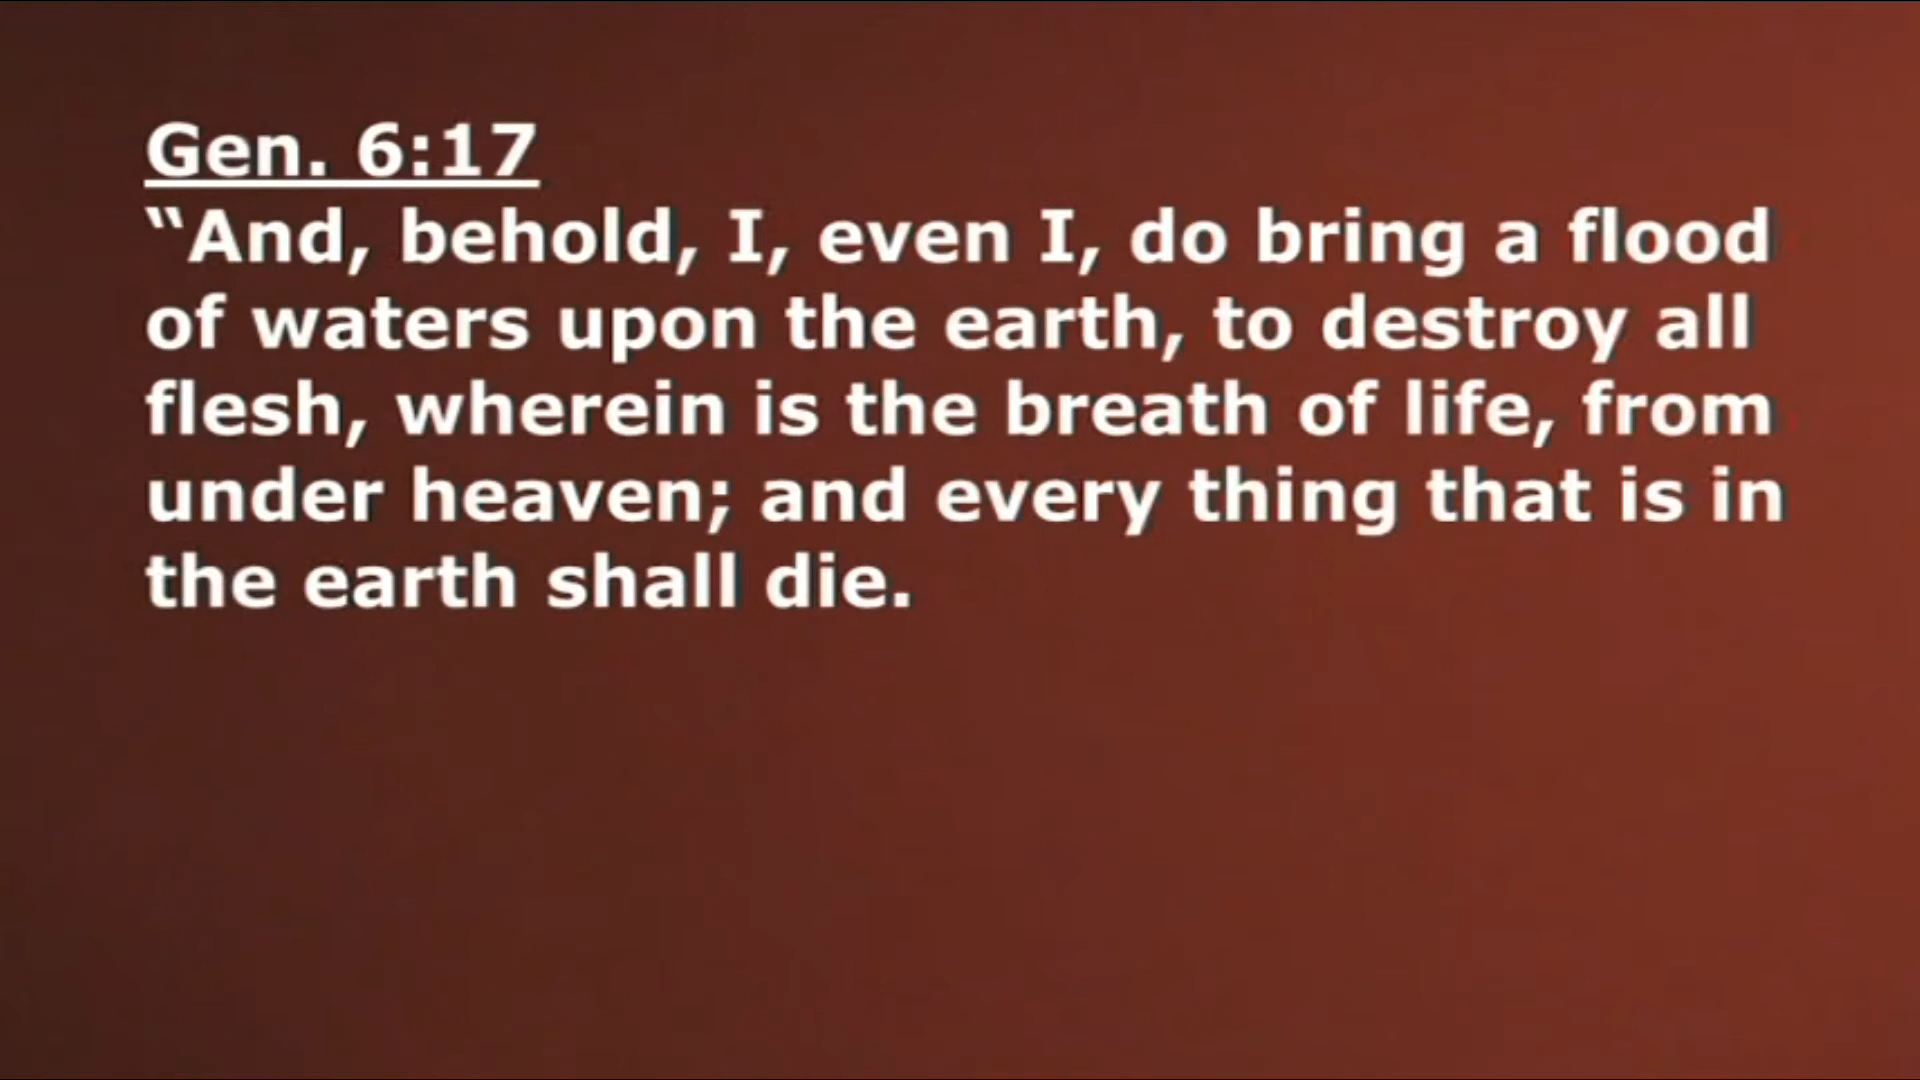 Gen. 6:17
“And, behold, I, even I, do bring a flood
of waters upon the earth, to destroy all
flesh, wherein is the breath of life, from
under heaven; and every thing that is in
the earth shall die.